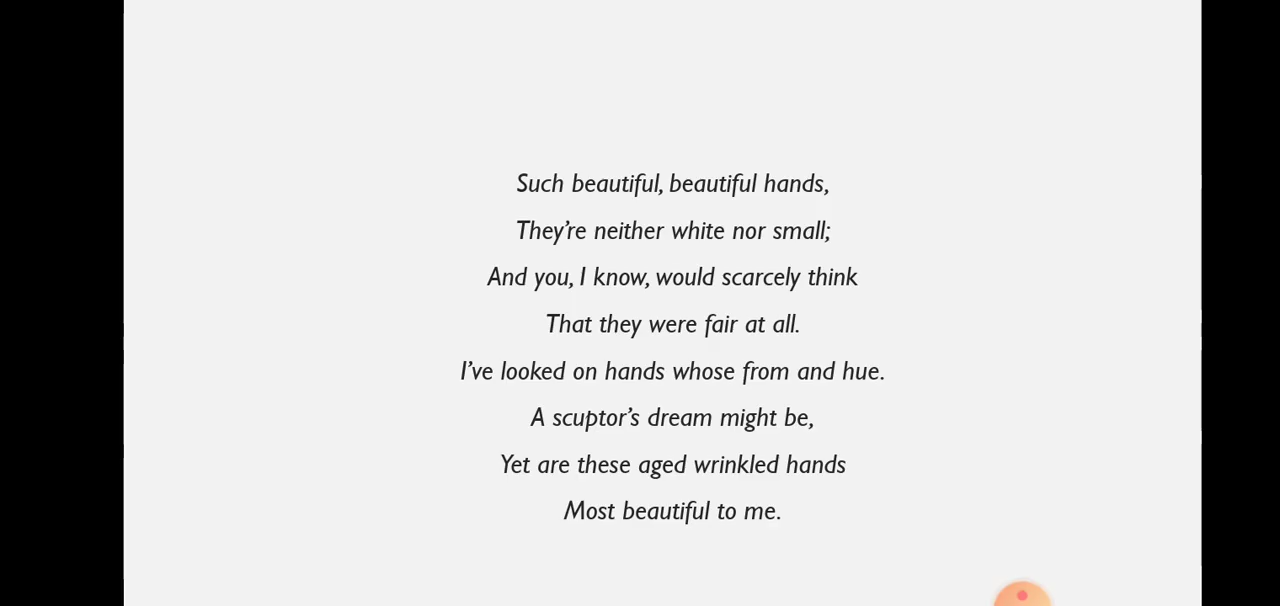 Such beautiful, beautiful hands,
They’re neither white nor small;
And you, I know, would scarcely think
That they were fair at all.
I’ve looked on hands whose from and hue.
A scuptor’s dream might be,
Yet are these aged wrinkled hands
Most beautiful to me.